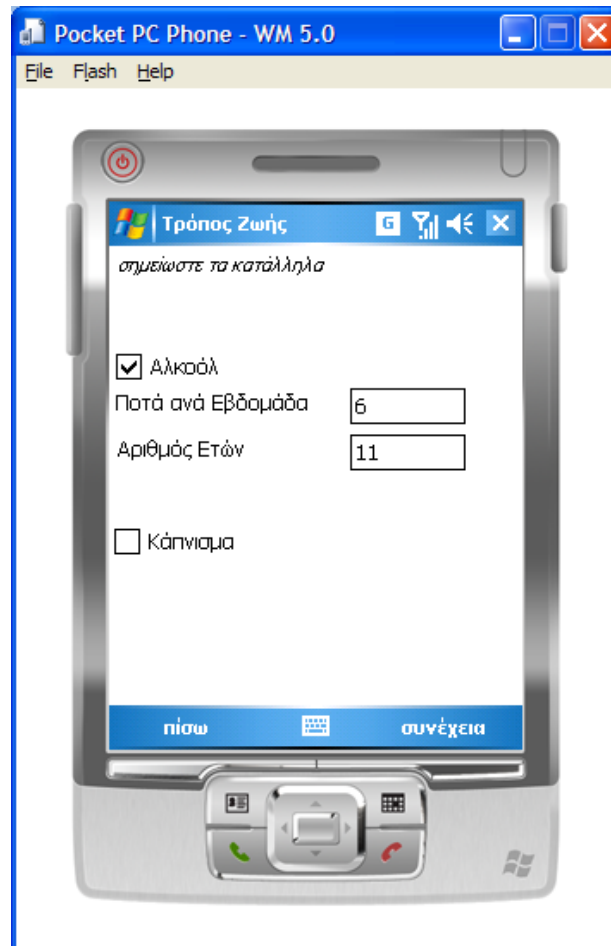 Pocket PC Phone - WM 5.0
File Flash Help
Τρόπος Ζωής G
σημείωστε τα κατάλληλα
Αλκοόλ
Ποτά ανά Εβδομάδα 6
Αριθμός Ετών 11
Κάπνισμα
πίσω συνέχεια